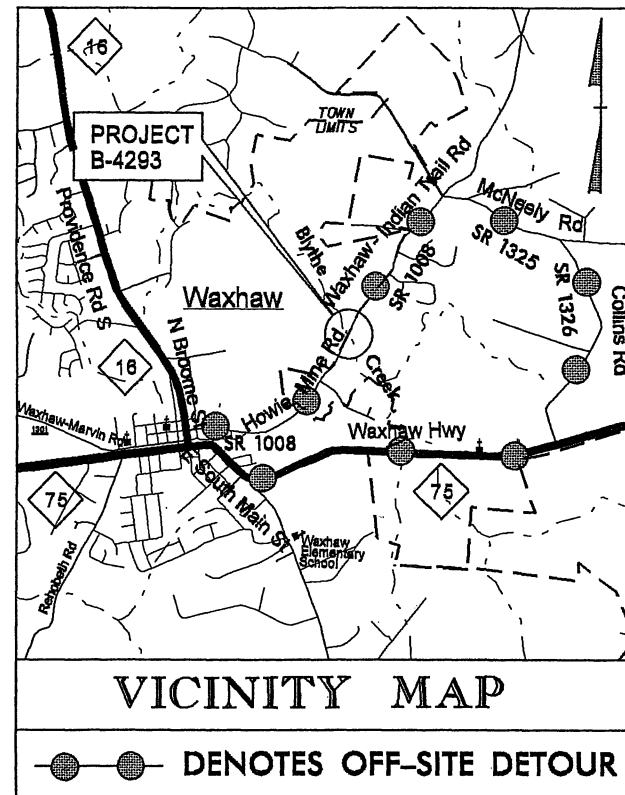 16
TOWN
LIMITS
PROJECT
B-4293
Waxhaw-Indian Trail Rd
McNeely Rd
SR 1325
Blythe
SR 1008
SR 1326
Providence Rd S
Waxhaw
Collins Rd
N Broome St
16
Howie Mine Rd
Creek
Waxhaw-Marvin Road
1301
SR 1008
Waxhaw Hwy
75
South Main St
75
Waxhaw
Elementary
School
Rehobeth Rd
VICINITY MAP
DENOTES OFF-SITE DETOUR